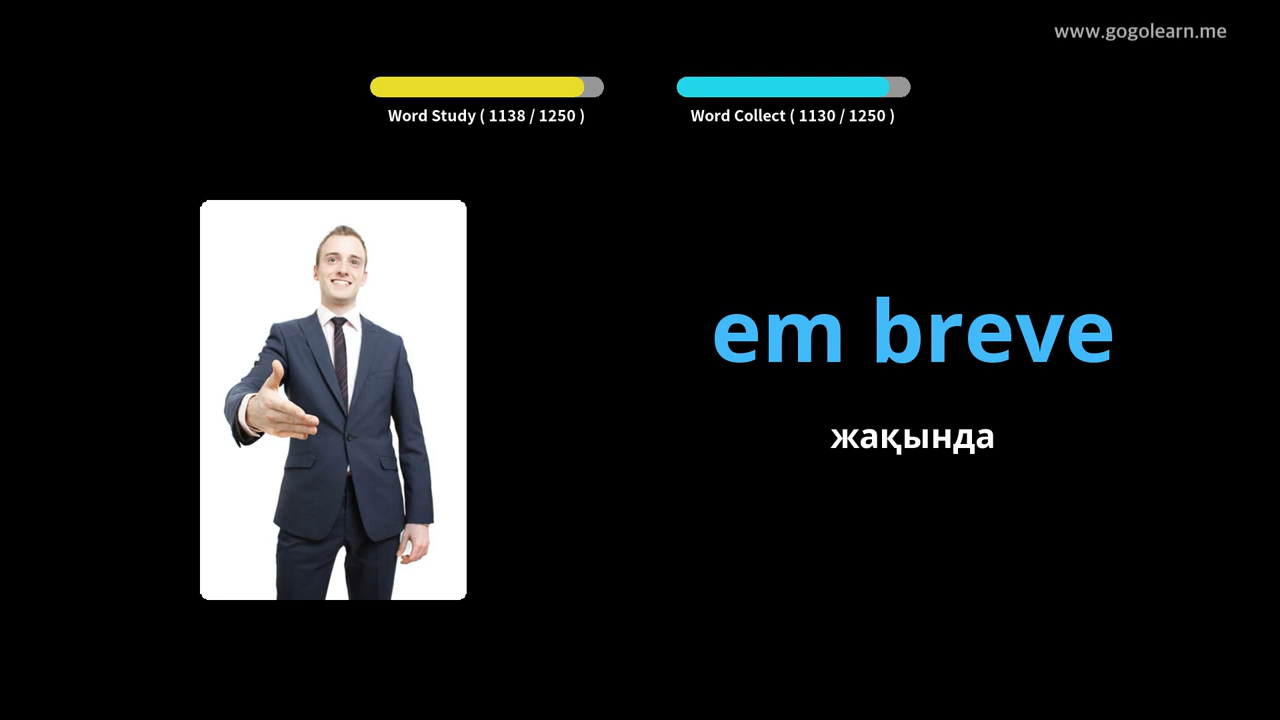 www.gogolearn.me
Word Study ( 1138 / 1250 )
Word Collect ( 1130 / 1250 )
em breve
жақында